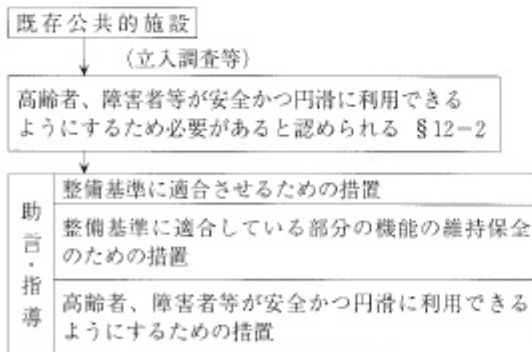 既存公共的施設
(立入調査等)
高齢者、障害者等が安全かつ円滑に利用できる
ようにするため必要があると認められる §12-2
助言・指導
整備基準に適合させるための措置
整備基準に適合している部分の機能の維持保全
のための措置
高齢者、障害者等が安全かつ円滑に利用できる
ようにするための措置